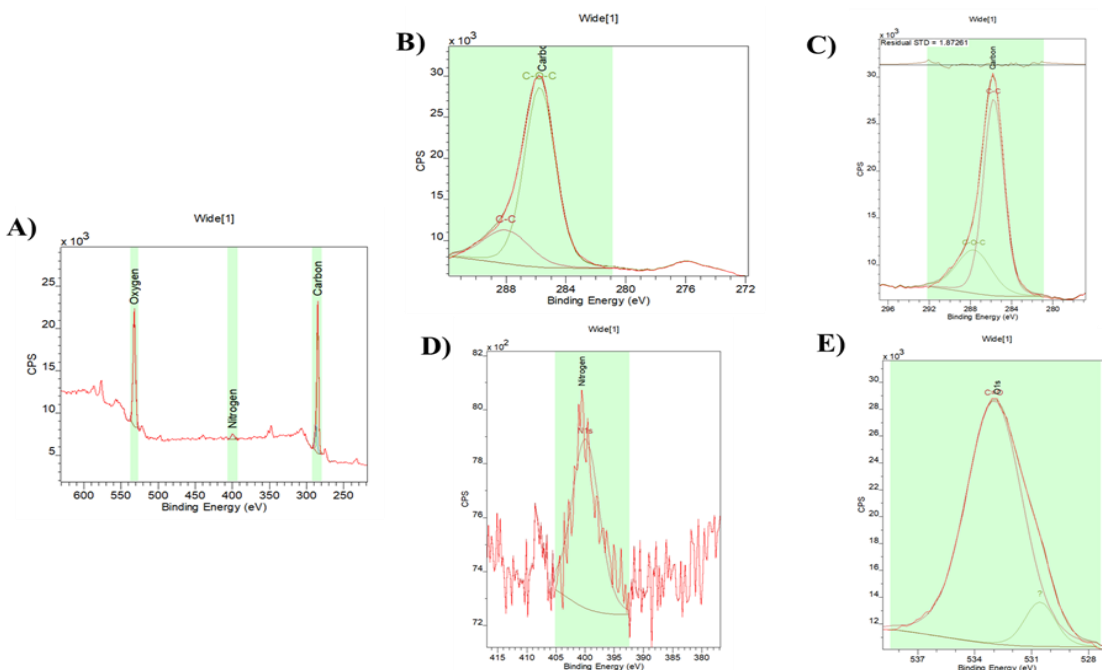 A)
Wide[1]
x 10³
Oxygen
Nitrogen
Carbon
25
20
15
10
5
CPS
600 550 500 450 400 350 300 250
Binding Energy (eV)
B)
Wide[1]
x 10³
Carbo
C-O-C
C-C
30
25
20
15
10
CPS
288 284 280 276 272
Binding Energy (eV)
C)
Wide[1]
x 10³
Residual STD = 1.87261
Carbon
C-C
C-O-C
30
25
20
15
10
CPS
296 292 288 284 280
Binding Energy (eV)
D)
Wide[1]
x 10²
Nitrogen
N1s
82
80
78
76
74
72
CPS
415 410 405 400 395 390 385 380
Binding Energy (eV)
E)
Wide[1]
x 10³
O1s
?
30
28
26
24
22
20
18
16
14
12
CPS
537 534 531 528
Binding Energy (eV)